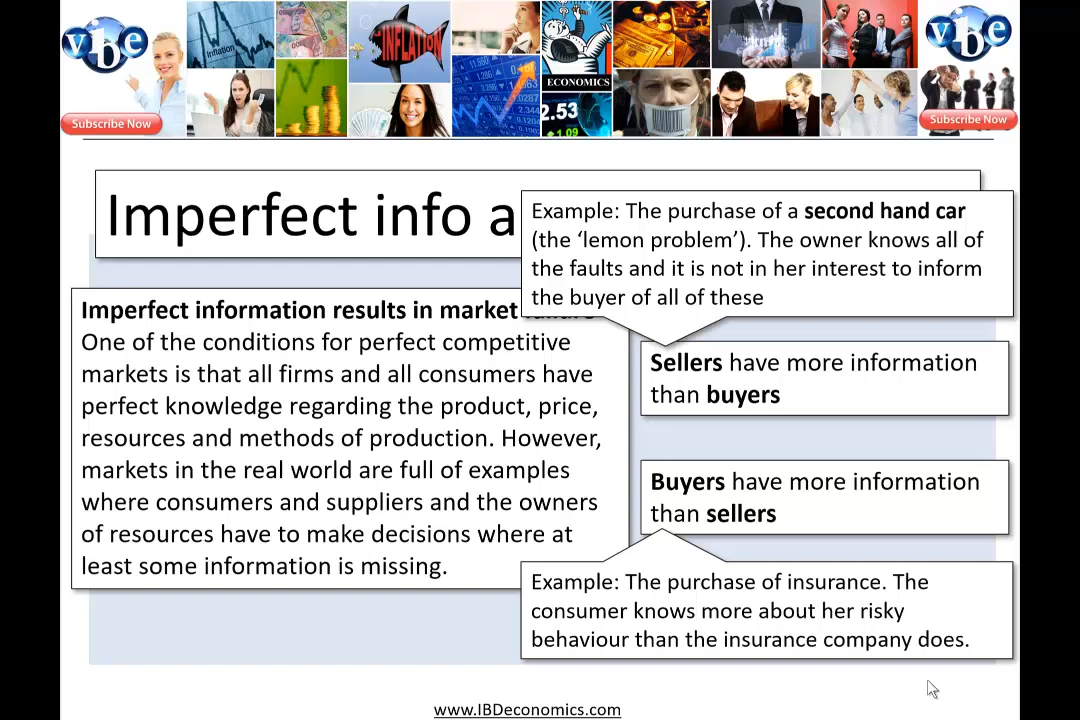 vbe
Subscribe Now
Inflation
INFLATION
ECONOMICS
2.53
1.09
vbe
Subscribe Now
Imperfect info a
Example: The purchase of a second hand car
(the ‘lemon problem’). The owner knows all of
the faults and it is not in her interest to inform
the buyer of all of these
Imperfect information results in market
One of the conditions for perfect competitive
markets is that all firms and all consumers have
perfect knowledge regarding the product, price,
resources and methods of production. However,
markets in the real world are full of examples
where consumers and suppliers and the owners
of resources have to make decisions where at
least some information is missing.
Sellers have more information
than buyers
Buyers have more information
than sellers
Example: The purchase of insurance. The
consumer knows more about her risky
behaviour than the insurance company does.
www.IBDeconomics.com